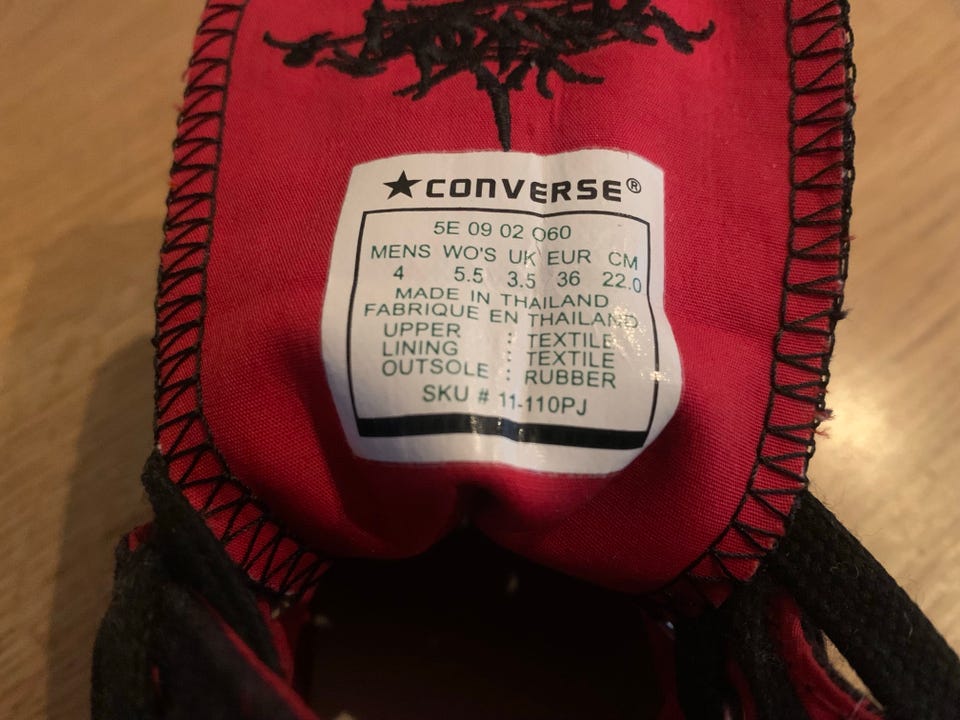 ★CONVERSE®
5E 09 02 O60
MENS WO'S UK EUR CM
4 5.5 3.5 36 22.0
MADE IN THAILAND
FABRIQUE EN THAILAND
UPPER : TEXTILE
LINING : TEXTILE
OUTSOLE : RUBBER
SKU # 11-110PJ